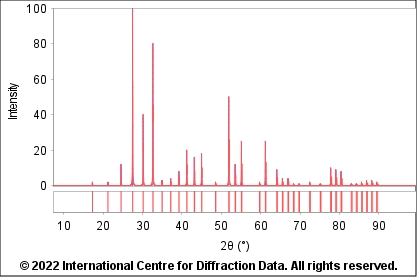 100
80
60
40
20
0
Intensity
10 20 30 40 50 60 70 80 90
2θ (°)
© 2022 International Centre for Diffraction Data. All rights reserved.